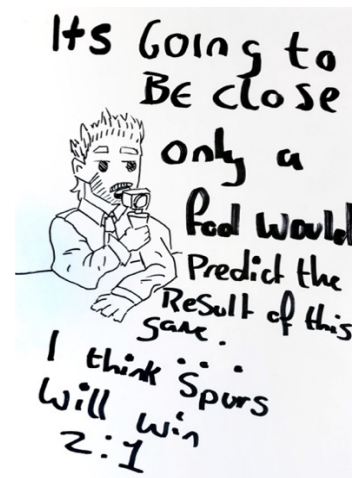 Its Going to
BE close
only a
fool would
Predict the
Result of this
game.
...
I think Spurs
Will win
2:1